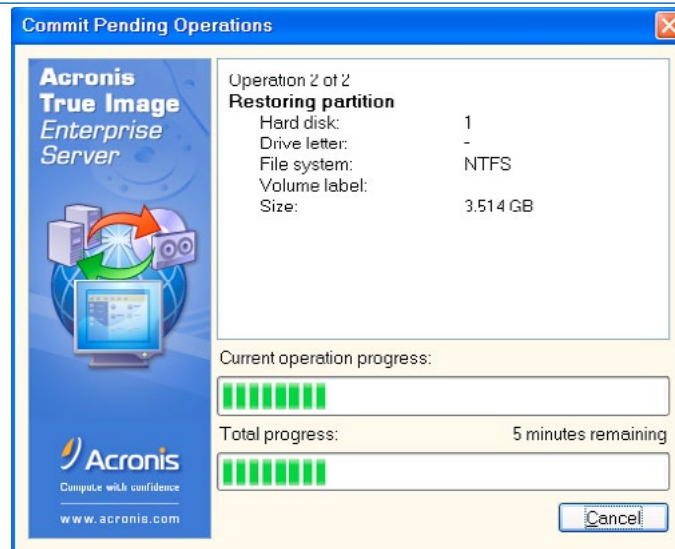 Commit Pending Operations
Acronis
True Image
Enterprise
Server
Acronis
Compute with confidence
www.acronis.com
Operation 2 of 2
Restoring partition
Hard disk: 1
Drive letter: -
File system: NTFS
Volume label:
Size: 3.514 GB
Current operation progress:
Total progress: 5 minutes remaining
Cancel